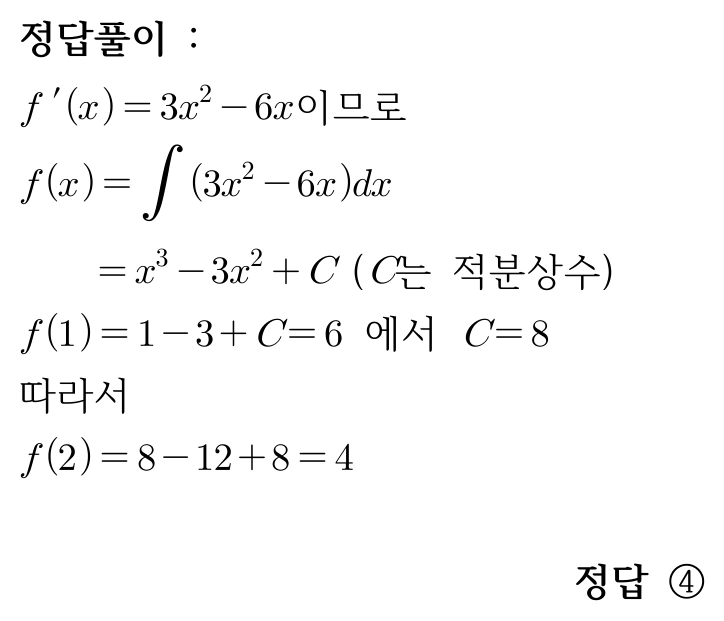 정답풀이 :
f ′(x) = 3x² − 6x이므로
f(x) = ∫ (3x² − 6x)dx
= x³ − 3x² + C (C는 적분상수)
f(1) = 1 − 3 + C = 6 에서 C = 8
따라서
f(2) = 8 − 12 + 8 = 4
정답 ④